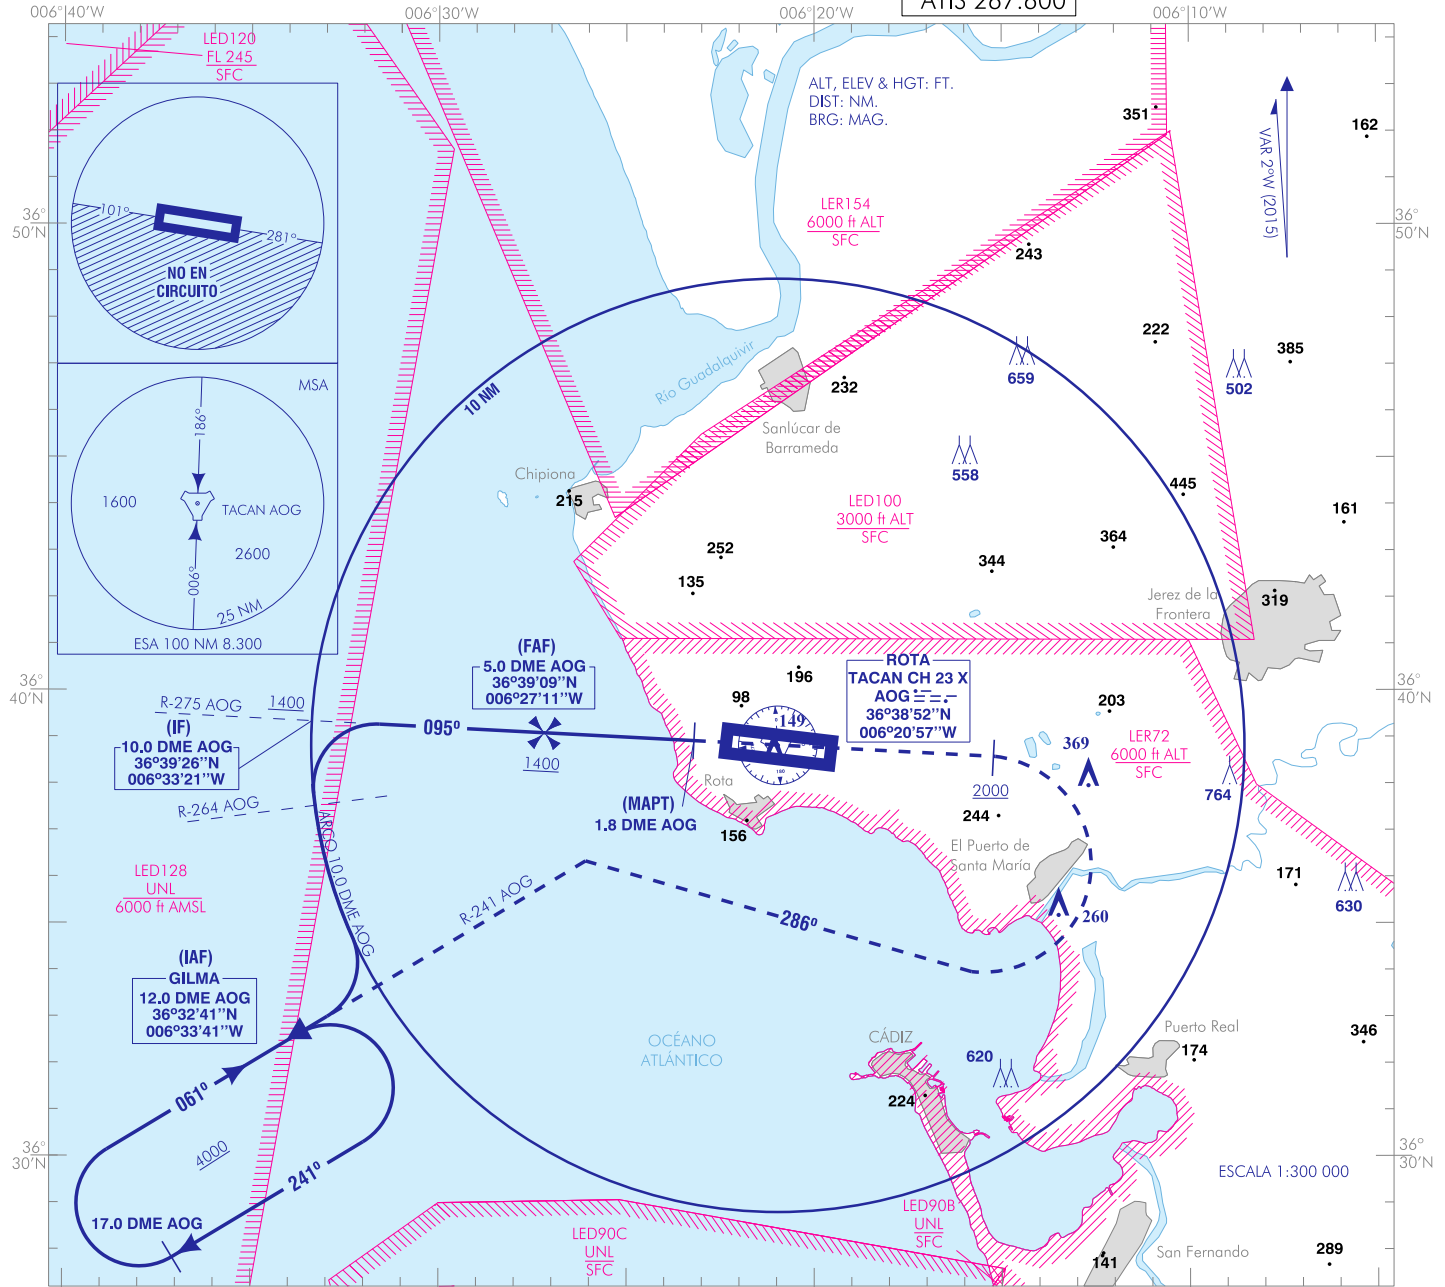 ATIS 267.800
006°40'W
006°30'W
006°20'W
006°10'W
LED120
FL 245
SFC
ALT, ELEV & HGT: FT.
DIST: NM.
BRG: MAG.
351
162
VAR 2°W (2015)
36°
50'N
36°
50'N
101°
281°
NO EN
CIRCUITO
LER154
6000 ft ALT
SFC
243
222
385
659
502
232
10 NM
Río Guadalquivir
Sanlúcar de
Barrameda
558
MSA
186°
1600
TACAN AOG
2600
006°
25 NM
ESA 100 NM 8.300
Chipiona
215
445
LED100
3000 ft ALT
SFC
161
252
364
344
135
Jerez de la
Frontera
319
(FAF)
5.0 DME AOG
36°39'09''N
006°27'11''W
ROTA
TACAN CH 23 X
AOG
36°38'52''N
006°20'57''W
196
98
203
36°
40'N
36°
40'N
R-275 AOG
1400
(IF)
10.0 DME AOG
36°39'26''N
006°33'21''W
095°
1400
149
180
369
LER72
6000 ft ALT
SFC
764
R-264 AOG
Rota
(MAPT)
1.8 DME AOG
156
2000
244
El Puerto de
Santa María
171
630
ARCO 10.0 DME AOG
LED128
UNL
6000 ft AMSL
R-241 AOG
286°
260
(IAF)
GILMA
12.0 DME AOG
36°32'41''N
006°33'41''W
OCÉANO
ATLÁNTICO
CÁDIZ
620
Puerto Real
174
346
224
061°
4000
241°
36°
30'N
36°
30'N
ESCALA 1:300 000
17.0 DME AOG
LED90C
UNL
SFC
LED90B
UNL
SFC
141
San Fernando
289